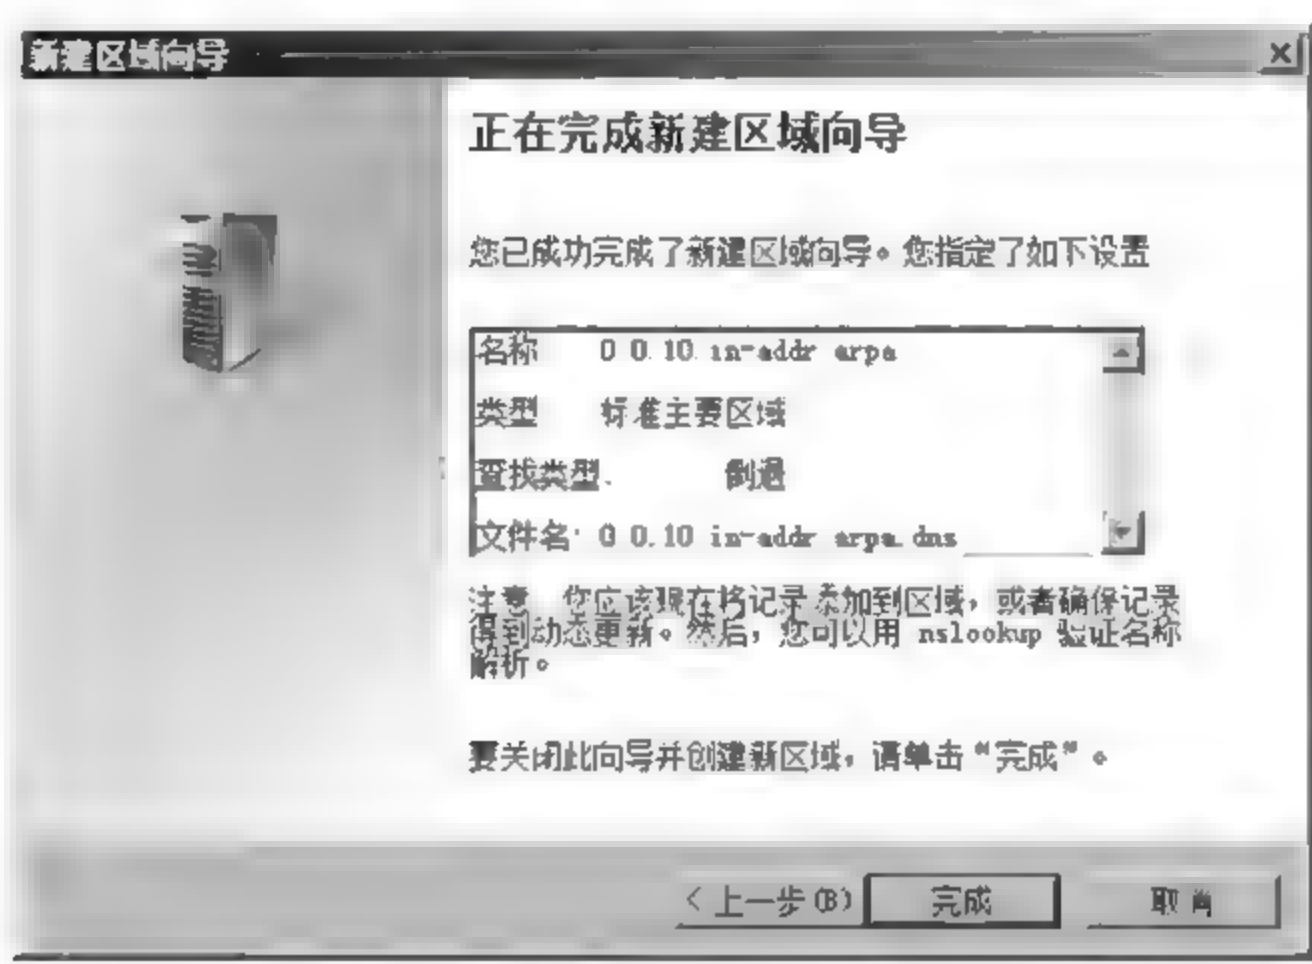 新建区域向导
正在完成新建区域向导
您已成功完成了新建区域向导。您指定了如下设置
名称 0 0.10.in-addr arpa
类型 标准主要区域
查找类型. 倒退
文件名· 0 0.10 in-addr arpa.dns
注意 您应该现在将记录添加到区域，或者确保记录
得到动态更新。然后，您可以用 nslookup 验证名称
解析。
要关闭此向导并创建新区域，请单击“完成”。
<上一步(B) 完成 取肖